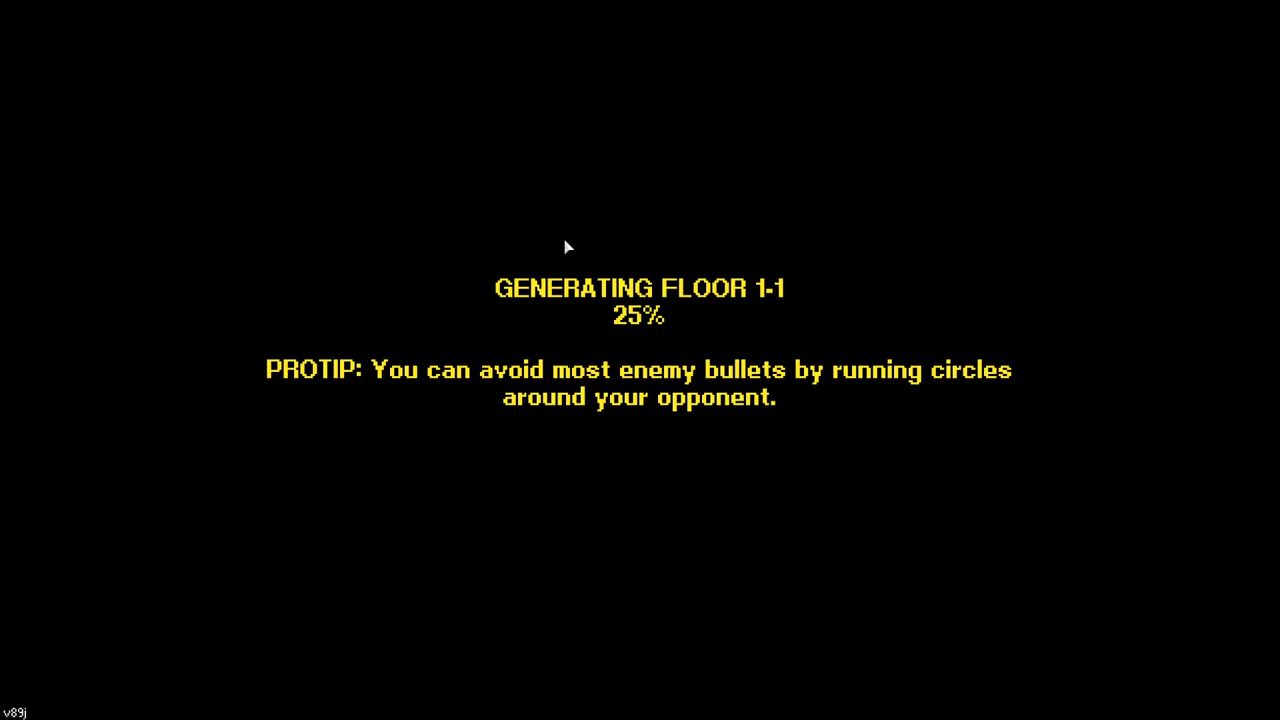 GENERATING FLOOR 1-1
25%
PROTIP: You can avoid most enemy bullets by running circles
around your opponent.
v89j